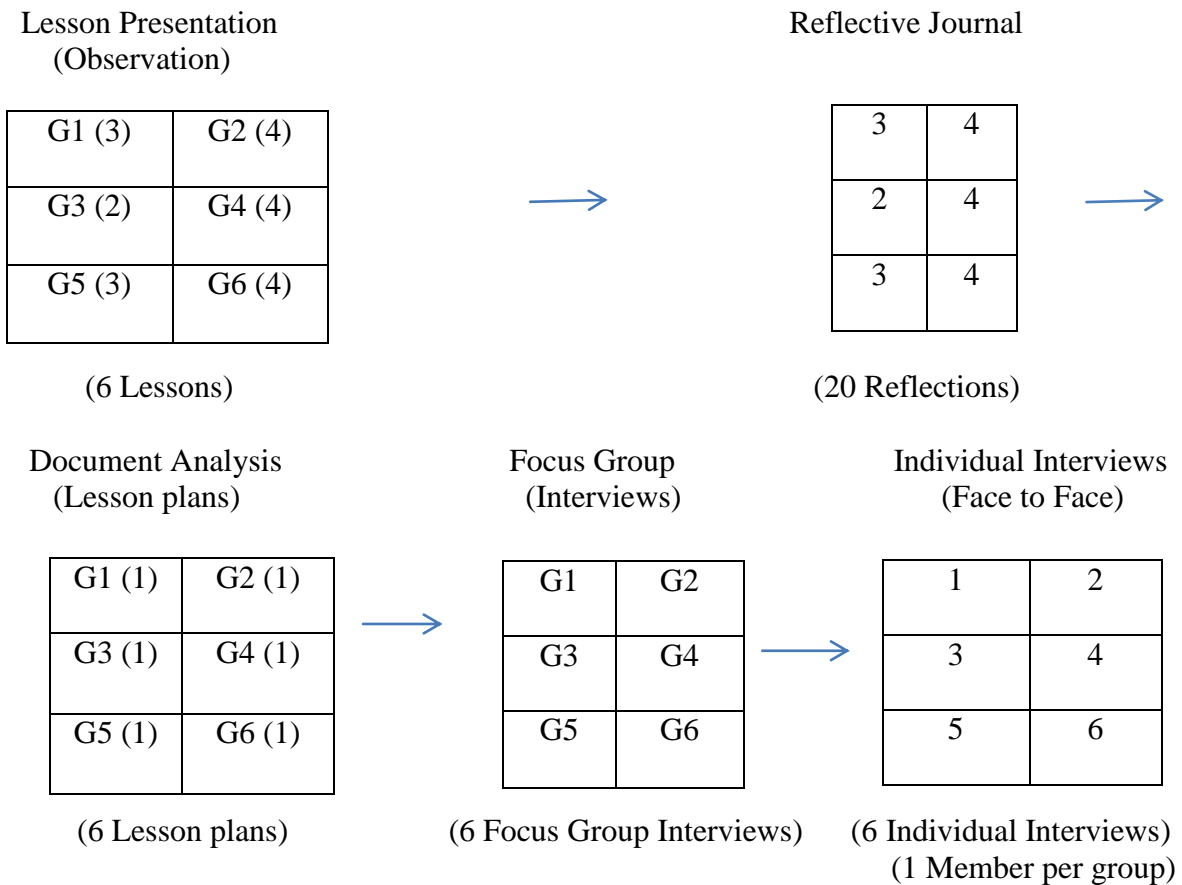 Lesson Presentation
(Observation)
G1 (3) G2 (4)
G3 (2) G4 (4)
G5 (3) G6 (4)
(6 Lessons)
Reflective Journal
3 4
2 4
3 4
(20 Reflections)
Document Analysis
(Lesson plans)
G1 (1) G2 (1)
G3 (1) G4 (1)
G5 (1) G6 (1)
(6 Lesson plans)
Focus Group
(Interviews)
G1 G2
G3 G4
G5 G6
(6 Focus Group Interviews)
Individual Interviews
(Face to Face)
1 2
3 4
5 6
(6 Individual Interviews)
(1 Member per group)